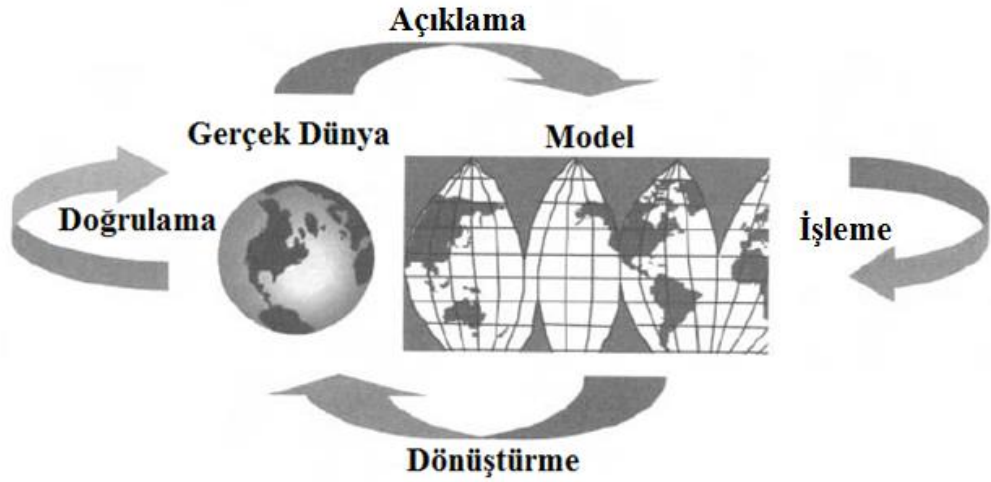 Açıklama
Gerçek Dünya
Model
Doğrulama
İşleme
Dönüştürme